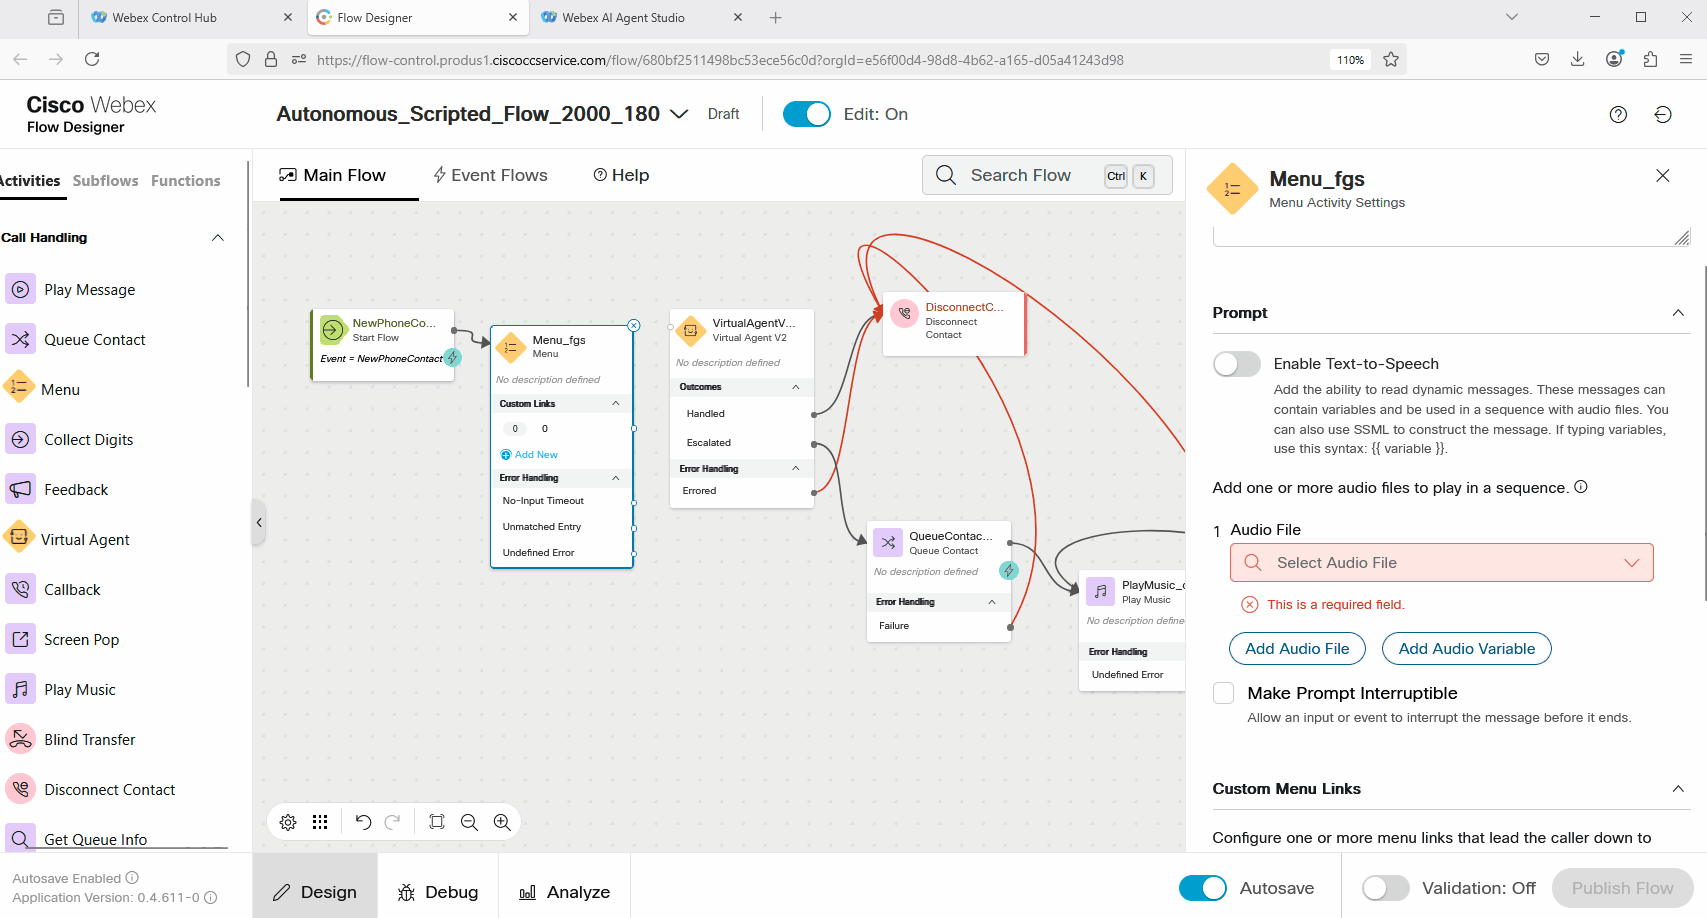 Webex Control Hub
Flow Designer
Webex AI Agent Studio
https://flow-control.produs1.ciscoccservice.com/flow/680bf2511498bc53ece56c0d?orgId=e56f00d4-98d8-4b62-a165-d05a41243d98
110%
Cisco Webex
Flow Designer
Autonomous_Scripted_Flow_2000_180
Draft
Edit: On
Activities
Subflows
Functions
Call Handling
Play Message
Queue Contact
Menu
Collect Digits
Feedback
Virtual Agent
Callback
Screen Pop
Play Music
Blind Transfer
Disconnect Contact
Get Queue Info
Autosave Enabled
Application Version: 0.4.611-0
Main Flow
Event Flows
Help
Search Flow
Ctrl
K
NewPhoneCo...
Start Flow
Event = NewPhoneContact
Menu_fgs
Menu
No description defined
Custom Links
0 0
Add New
Error Handling
No-Input Timeout
Unmatched Entry
Undefined Error
VirtualAgentV...
Virtual Agent V2
No description defined
Outcomes
Handled
Escalated
Error Handling
Errored
DisconnectC...
Disconnect
Contact
QueueContac...
Queue Contact
No description defined
Error Handling
Failure
PlayMusic_
Play Music
No description define
Error Handling
Undefined Error
Design
Debug
Analyze
Menu_fgs
Menu Activity Settings
Prompt
Enable Text-to-Speech
Add the ability to read dynamic messages. These messages can
contain variables and be used in a sequence with audio files. You
can also use SSML to construct the message. If typing variables,
use this syntax: {{ variable }}.
Add one or more audio files to play in a sequence.
1 Audio File
Select Audio File
This is a required field.
Add Audio File
Add Audio Variable
Make Prompt Interruptible
Allow an input or event to interrupt the message before it ends.
Custom Menu Links
Configure one or more menu links that lead the caller down to
Autosave
Validation: Off
Publish Flow